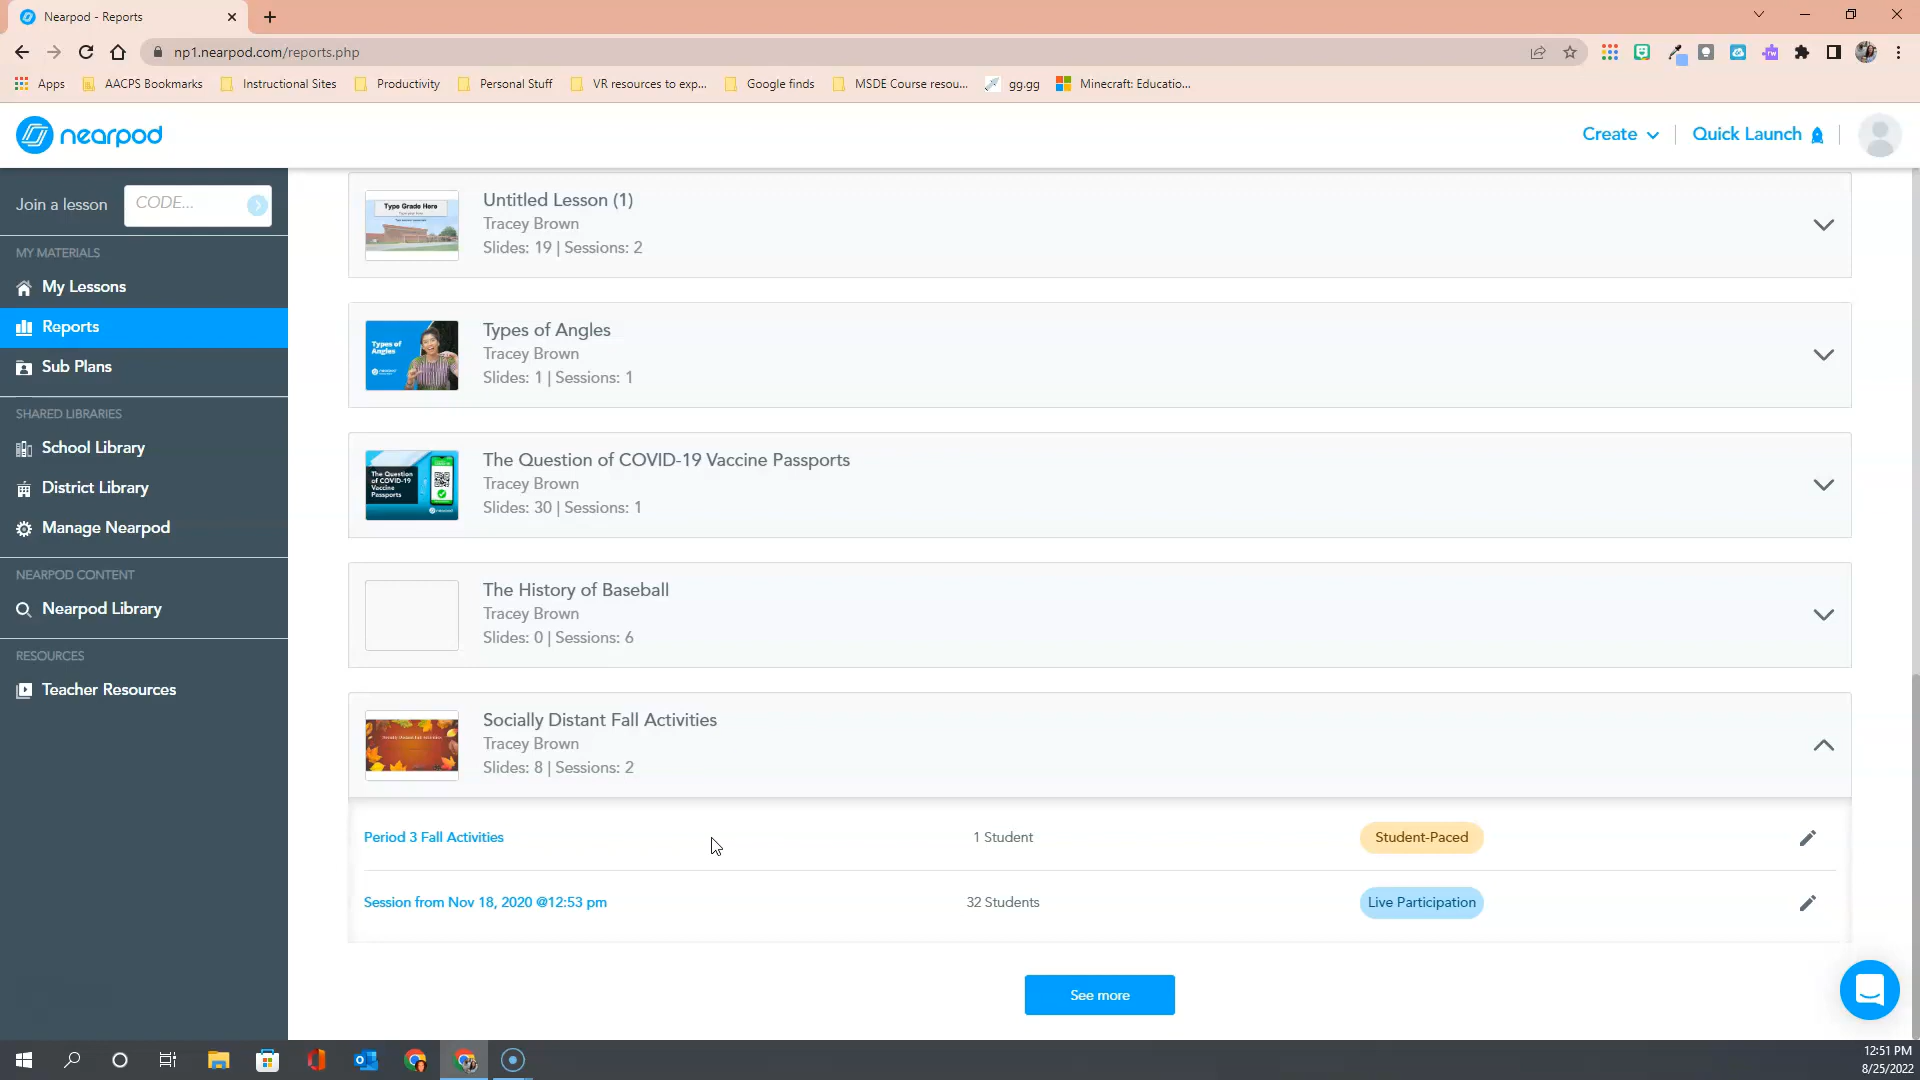 Nearpod - Reports
np1.nearpod.com/reports.php
Apps
AACPS Bookmarks
Instructional Sites
Productivity
Personal Stuff
VR resources to exp...
Google finds
MSDE Course resou...
gg.gg
Minecraft: Educatio...
nearpod
Create
Quick Launch
Join a lesson
CODE...
MY MATERIALS
My Lessons
Reports
Sub Plans
SHARED LIBRARIES
School Library
District Library
Manage Nearpod
NEARPOD CONTENT
Nearpod Library
RESOURCES
Teacher Resources
Type Grade Here
Untitled Lesson (1)
Tracey Brown
Slides: 19 | Sessions: 2
Types of
Angles
nearpod
Types of Angles
Tracey Brown
Slides: 1 | Sessions: 1
The Question
of COVID-19
Vaccine
Passports
nearpod
The Question of COVID-19 Vaccine Passports
Tracey Brown
Slides: 30 | Sessions: 1
The History of Baseball
Tracey Brown
Slides: 0 | Sessions: 6
Socially Distant Fall Activities
Socially Distant Fall Activities
Tracey Brown
Slides: 8 | Sessions: 2
Period 3 Fall Activities
1 Student
Student-Paced
Session from Nov 18, 2020 @12:53 pm
32 Students
Live Participation
See more
12:51 PM
8/25/2022